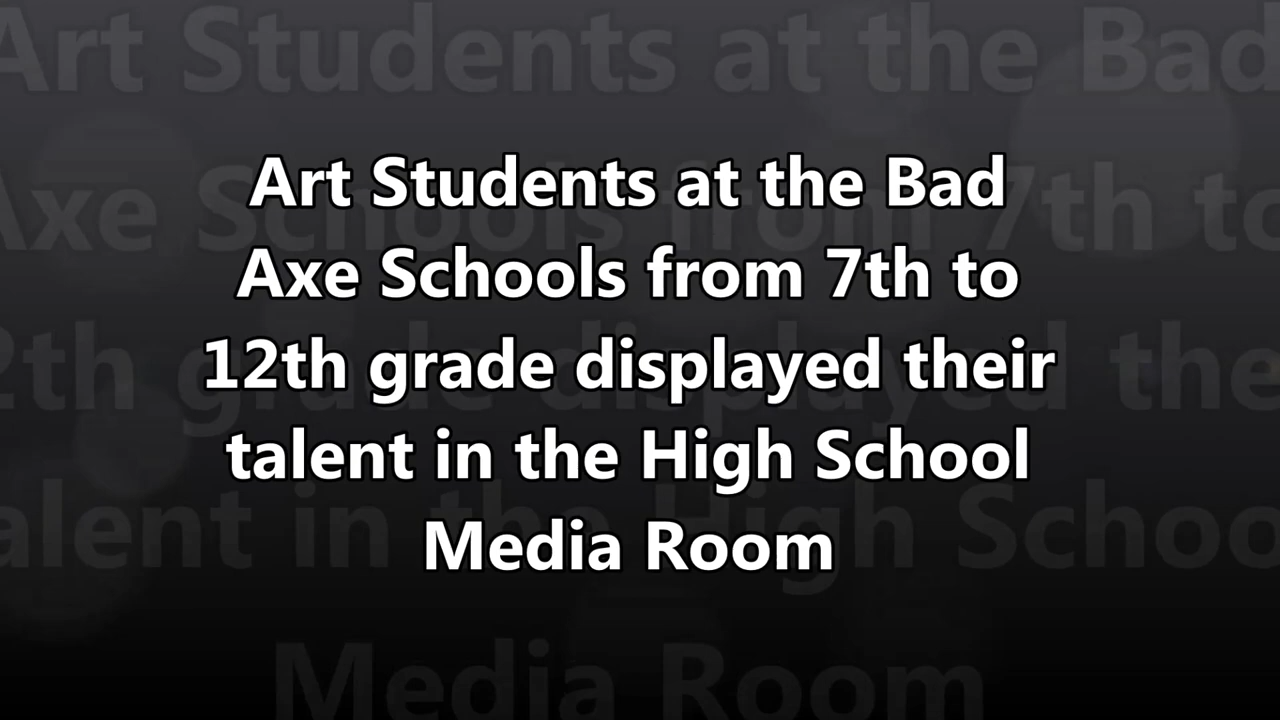 Art Students at the Bad
Axe Schools from 7th to
12th grade displayed their
talent in the High School
Media Room